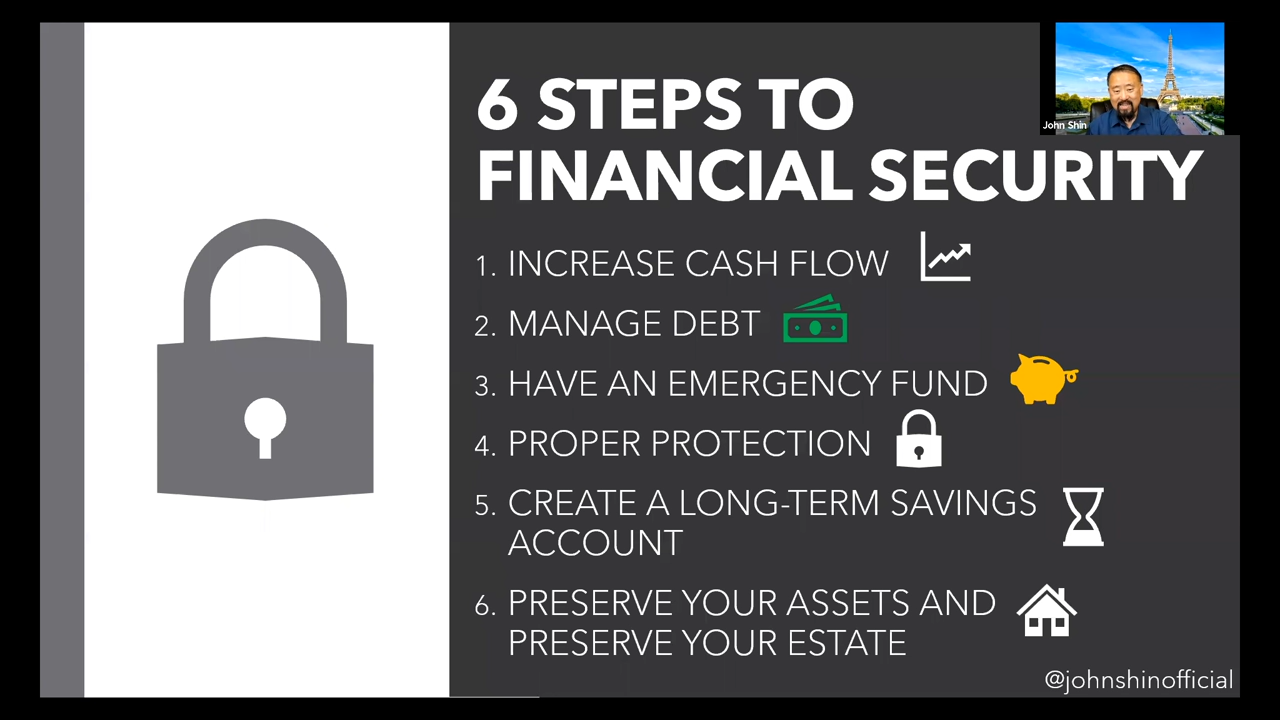 6 STEPS TO
FINANCIAL SECURITY
John Shin
1. INCREASE CASH FLOW
2. MANAGE DEBT
3. HAVE AN EMERGENCY FUND
4. PROPER PROTECTION
5. CREATE A LONG-TERM SAVINGS
ACCOUNT
6. PRESERVE YOUR ASSETS AND
PRESERVE YOUR ESTATE
@johnshinofficial